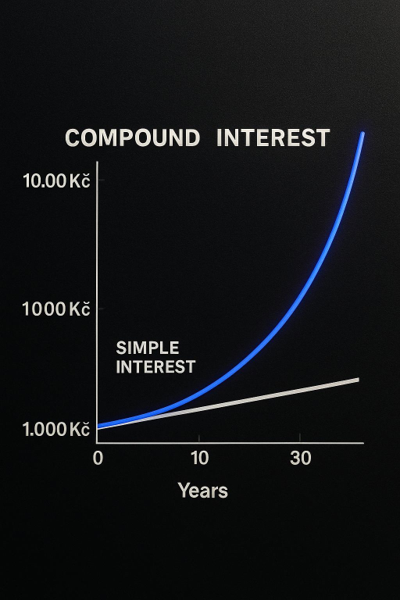 COMPOUND INTEREST
10.00 Kč
1000 Kč
SIMPLE
INTEREST
1.000 Kč
0 10 30
Years